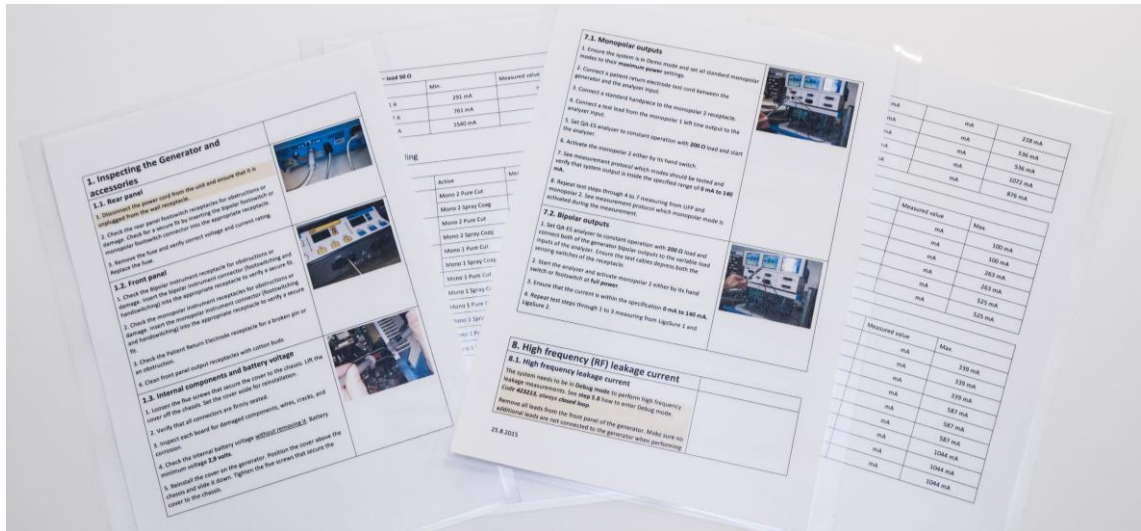 1. Inspecting the Generator and
accessories
1.1. Rear panel
1. Disconnect the power cord from the unit and ensure that it is
unplugged from the wall receptacle.
2. Check the rear panel footswitch receptacles for obstructions or
damage. Check for a secure fit by inserting the bipolar footswitch or
monopolar footswitch connector into the appropriate receptacle.
3. Remove the fuse and verify correct voltage and current rating.
Replace the fuse.
1.2. Front panel
1. Check the bipolar instrument receptacle for obstructions or
damage. Insert the bipolar instrument connector (footswitching and
handswitching) into the appropriate receptacle to verify a secure fit.
2. Check the monopolar instrument receptacles for obstructions or
damage. Insert the monopolar instrument connector (footswitching
and handswitching) into the appropriate receptacle to verify a secure
fit.
3. Check the Patient Return Electrode receptacle for a broken pin or
an obstruction.
4. Clean front panel output receptacles with cotton buds.
1.3. Internal components and battery voltage
1. Loosen the five screws that secure the cover to the chassis. Lift the
cover off the chassis. Set the cover aside for reinstallation.
2. Verify that all connectors are firmly seated.
3. Inspect each board for damaged components, wires, cracks, and
corrosion.
4. Check the internal battery voltage without removing it. Battery
minimum voltage 2.9 volts.
5. Reinstall the cover on the generator. Position the cover above the
chassis and slide it down. Tighten the five screws that secure the
cover to the chassis.
load 50 Ω
Min. Measured value
A 291 mA
A 761 mA
A 1540 mA
ling
Active
Mono 2 Pure Cut
Mono 2 Spray Coag
Mono 2 Pure Cut
Mono 2 Spray Coag
Mono 1 Pure Cut
Mono 1 Spray Coag
Mono 1 Pure Cut
Mono 1 Spray
Mono 1 Pure
Mono 1 Spray
7.1. Monopolar outputs
1. Ensure the system is in Demo mode and set all standard monopolar
modes to their maximum power settings.
2. Connect a patient return electrode test cord between the
generator and the analyzer input.
3. Connect a standard handpiece to the monopolar 2 receptacle.
4. Connect a test lead from the monopolar 1 left line output to the
analyzer input.
5. Set QA-ES analyzer to constant operation with 200 Ω load and start
the analyzer.
6. Activate the monopolar 2 either by its hand switch.
7. See measurement protocol which modes should be tested and
verify that system output is inside the specified range of 0 mA to 140
mA.
8. Repeat test steps through 4 to 7 measuring from UFP and
monopolar 2. See measurement protocol which monopolar mode is
activated during the measurement.
7.2. Bipolar outputs
1. Set QA-ES analyzer to constant operation with 200 Ω load and
connect both of the generator bipolar outputs to the variable load
inputs of the analyzer. Ensure the test cables depress both the
sensing switches of the receptacle.
2. Start the analyzer and activate monopolar 2 either by its hand
switch or footswitch at full power.
3. Ensure that the current is within the specification 0 mA to 140 mA.
4. Repeat test steps through 1 to 3 measuring from LigaSure 1 and
LigaSure 2.
8. High frequency (RF) leakage current
8.1. High frequency leakage current
The system needs to be in Debug mode to perform high frequency
leakage measurements. See step 5.8 how to enter Debug mode.
Code 423213, always closed loop.
Remove all leads from the front panel of the generator. Make sure no
additional leads are not connected to the generator when performing
25.8.2015
mA mA 218 mA
mA mA 536 mA
mA mA 536 mA
mA mA 1072 mA
mA 876 mA
Measured value Max.
mA 100 mA
mA 100 mA
mA 263 mA
mA 263 mA
mA 525 mA
mA 525 mA
Measured value Max.
mA 339 mA
mA 339 mA
mA 339 mA
mA 587 mA
mA 587 mA
mA 587 mA
mA 1044 mA
mA 1044 mA
mA 1044 mA